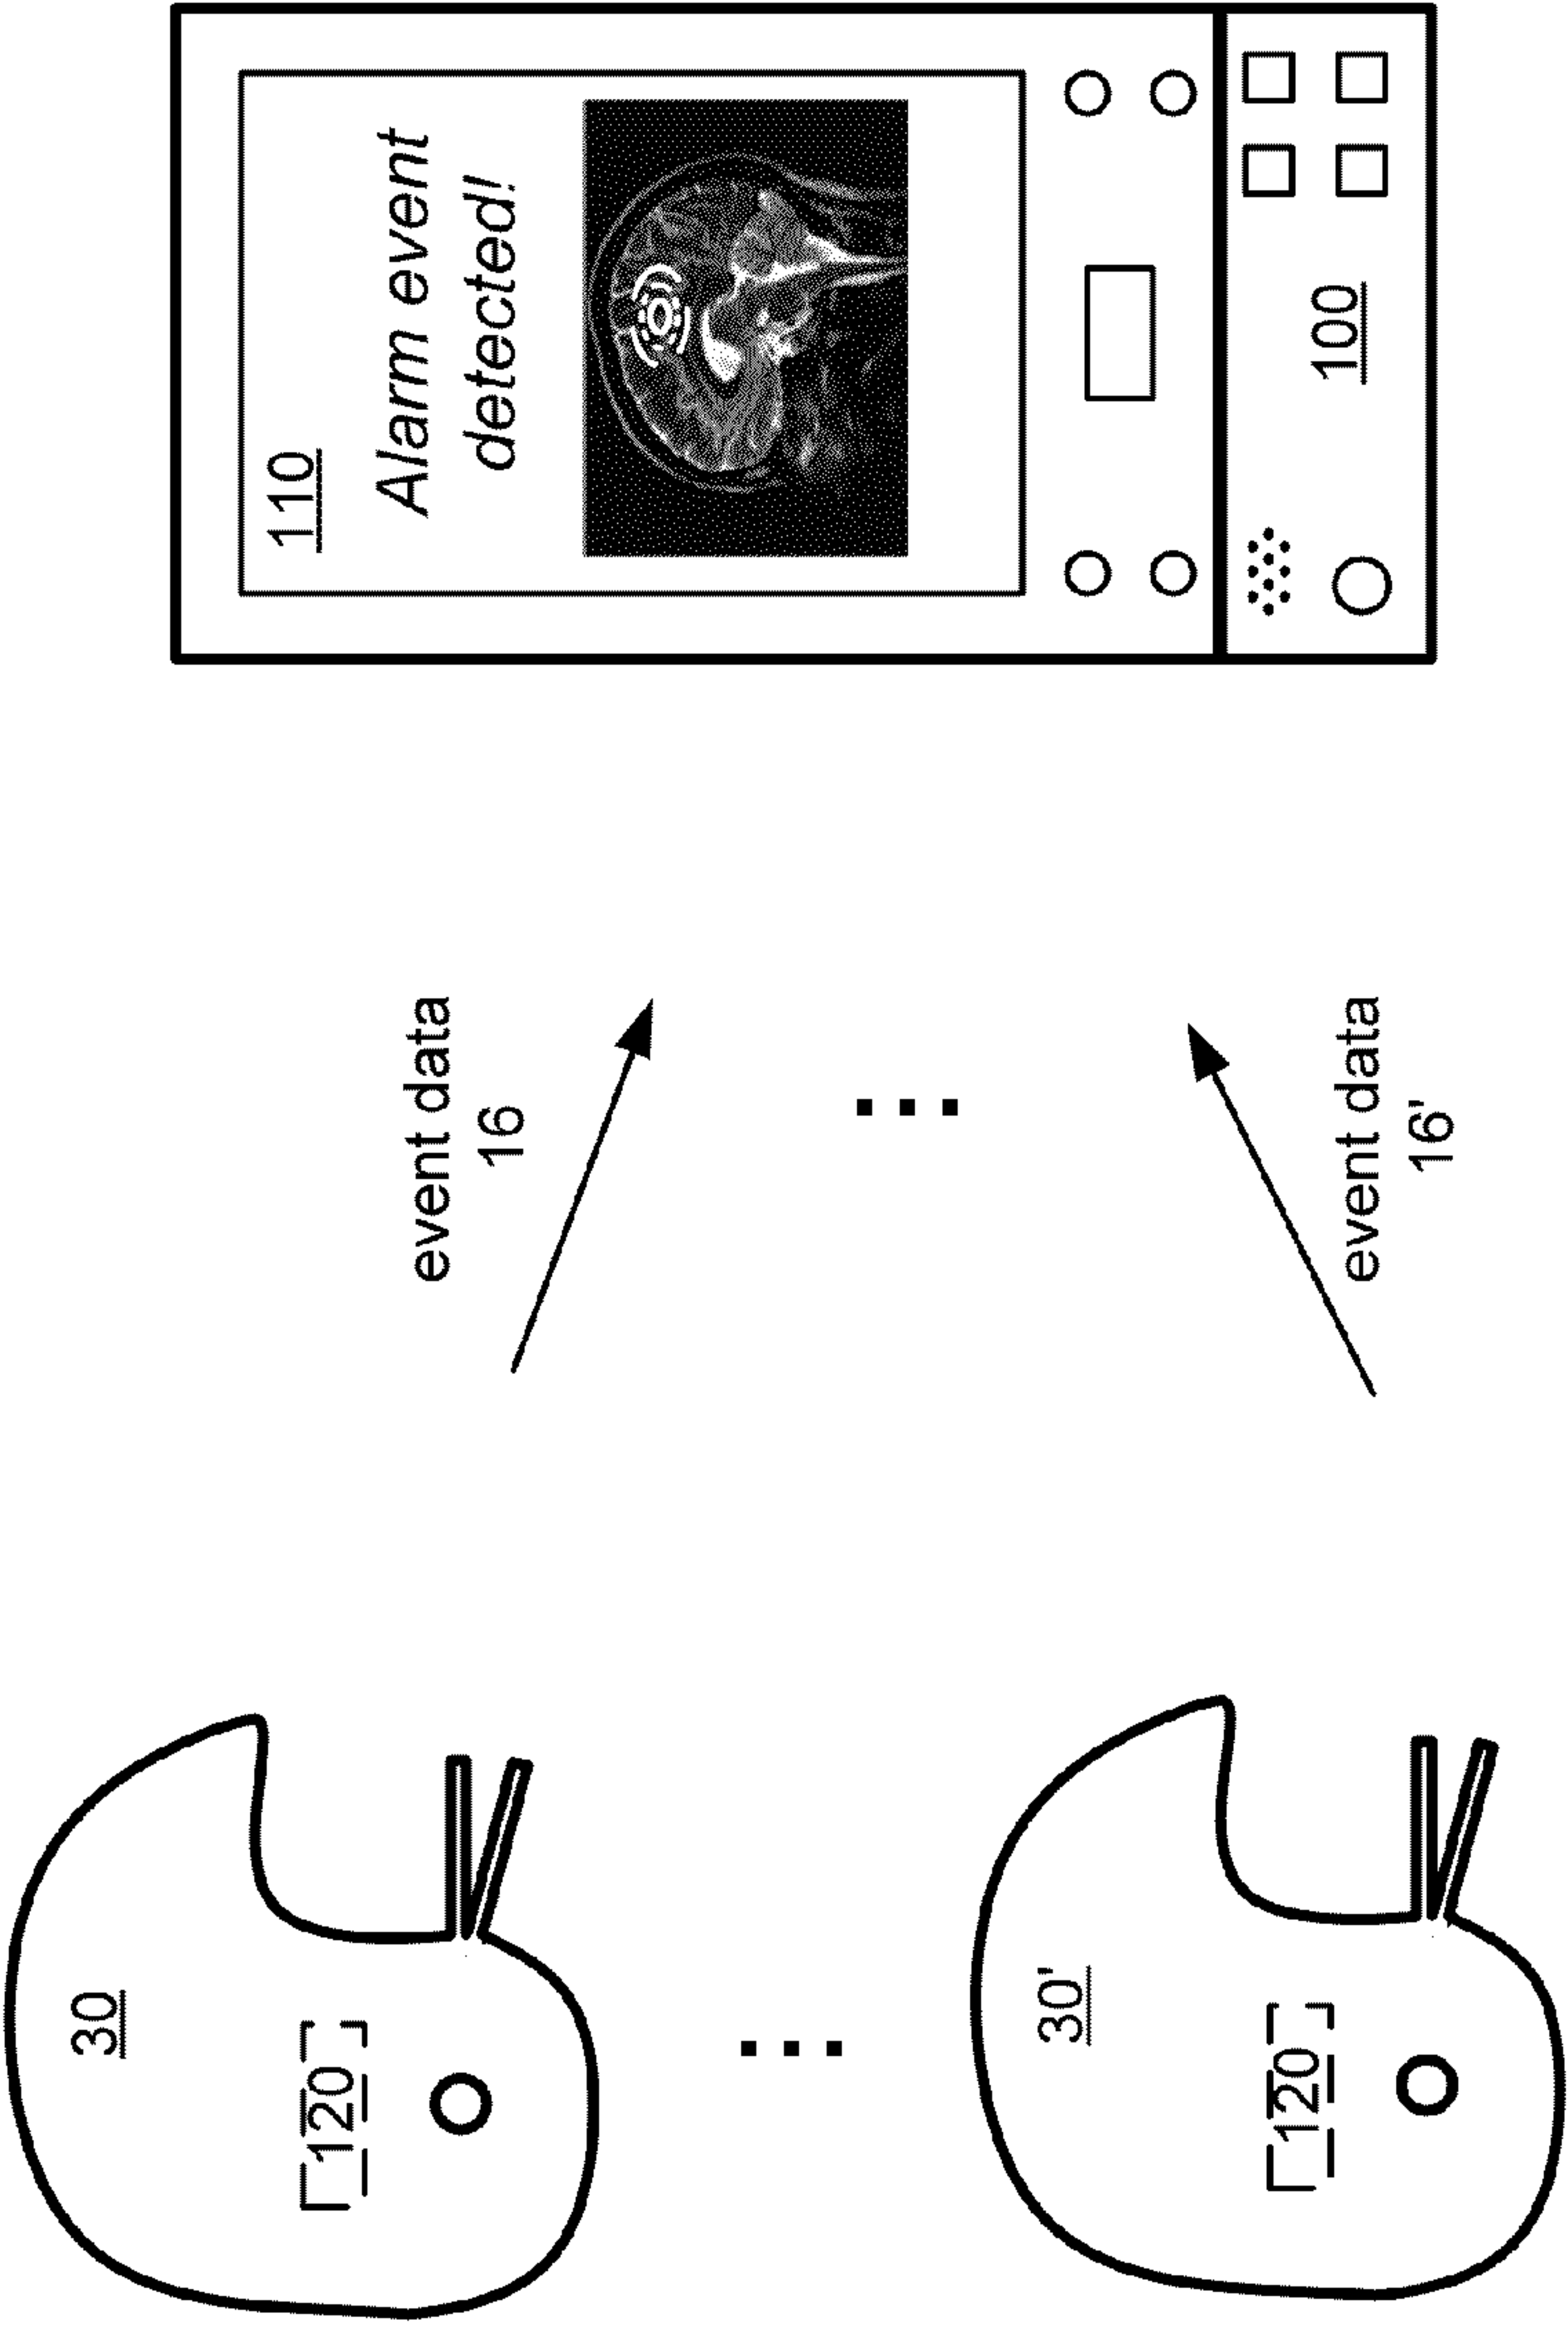 30
120
event data
16
110
Alarm event
detected!
30'
120
event data
16'
100